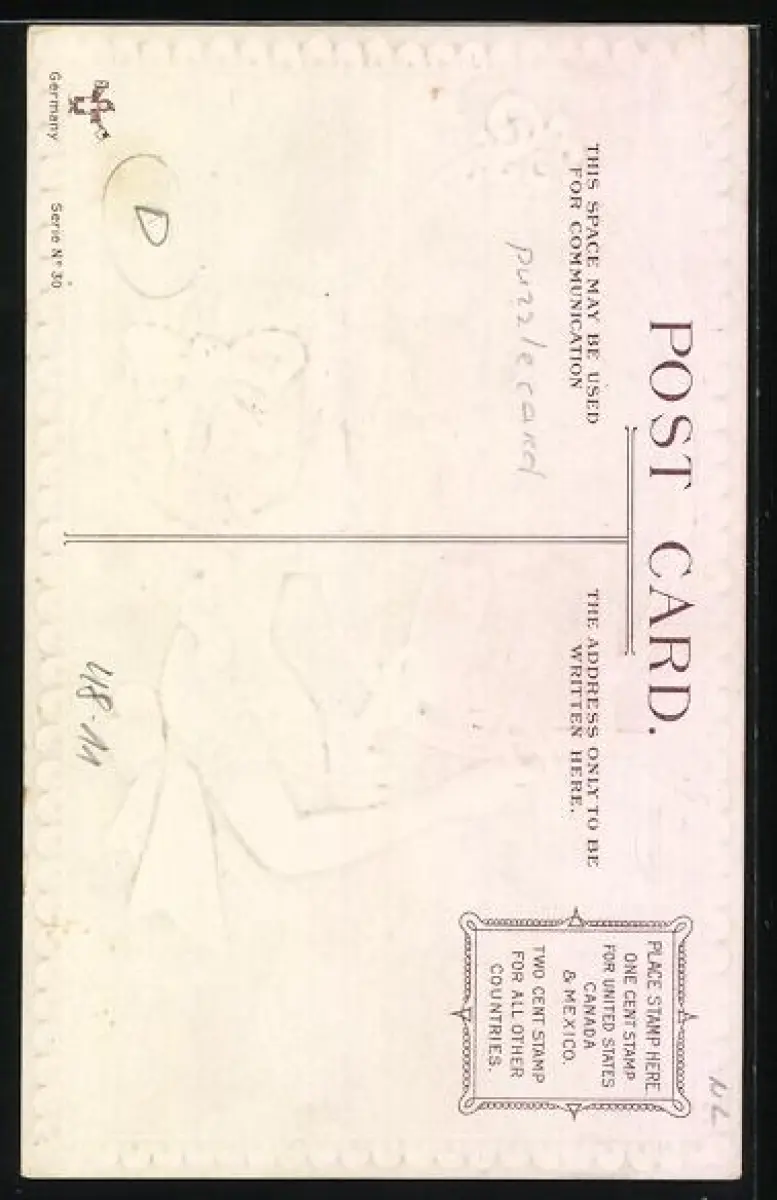 POST CARD.
THIS SPACE MAY BE USED
FOR COMMUNICATION
THE ADDRESS ONLY TO BE
WRITTEN HERE.
PLACE STAMP HERE.
ONE CENT STAMP
FOR UNITED STATES
CANADA
& MEXICO.
TWO CENT STAMP
FOR ALL OTHER
COUNTRIES.
puzzle card
D
Germany
Serie No 30
NL